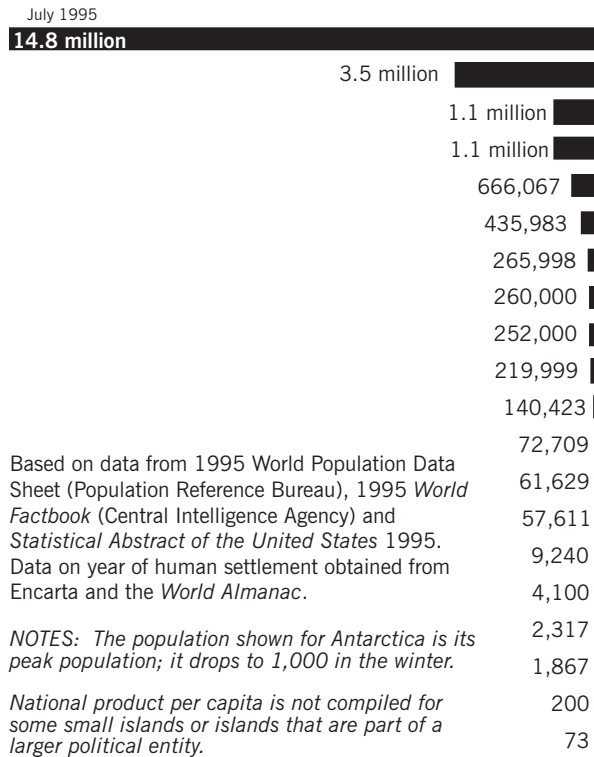 July 1995
14.8 million
3.5 million
1.1 million
1.1 million
666,067
435,983
265,998
260,000
252,000
219,999
140,423
72,709
61,629
57,611
9,240
4,100
2,317
1,867
200
73
Based on data from 1995 World Population Data
Sheet (Population Reference Bureau), 1995 World
Factbook (Central Intelligence Agency) and
Statistical Abstract of the United States 1995.
Data on year of human settlement obtained from
Encarta and the World Almanac.
NOTES: The population shown for Antarctica is its
peak population; it drops to 1,000 in the winter.
National product per capita is not compiled for
some small islands or islands that are part of a
larger political entity.